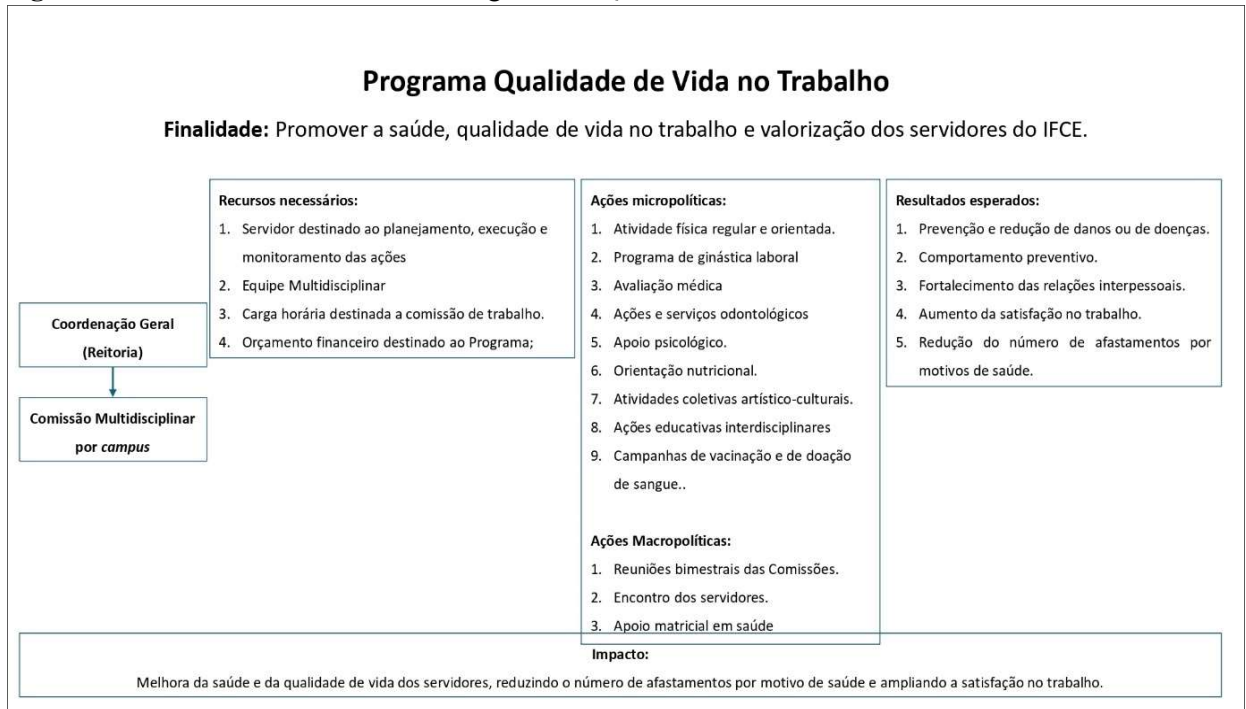 Programa Qualidade de Vida no Trabalho
Finalidade: Promover a saúde, qualidade de vida no trabalho e valorização dos servidores do IFCE.
Coordenação Geral
(Reitoria)
Comissão Multidisciplinar
por campus
Recursos necessários:
1. Servidor destinado ao planejamento, execução e
monitoramento das ações
2. Equipe Multidisciplinar
3. Carga horária destinada a comissão de trabalho.
4. Orçamento financeiro destinado ao Programa;
Ações micropolíticas:
1. Atividade física regular e orientada.
2. Programa de ginástica laboral
3. Avaliação médica
4. Ações e serviços odontológicos
5. Apoio psicológico.
6. Orientação nutricional.
7. Atividades coletivas artístico-culturais.
8. Ações educativas interdisciplinares
9. Campanhas de vacinação e de doação
de sangue..
Ações Macropolíticas:
1. Reuniões bimestrais das Comissões.
2. Encontro dos servidores.
3. Apoio matricial em saúde
Resultados esperados:
1. Prevenção e redução de danos ou de doenças.
2. Comportamento preventivo.
3. Fortalecimento das relações interpessoais.
4. Aumento da satisfação no trabalho.
5. Redução do número de afastamentos por
motivos de saúde.
Impacto:
Melhora da saúde e da qualidade de vida dos servidores, reduzindo o número de afastamentos por motivo de saúde e ampliando a satisfação no trabalho.